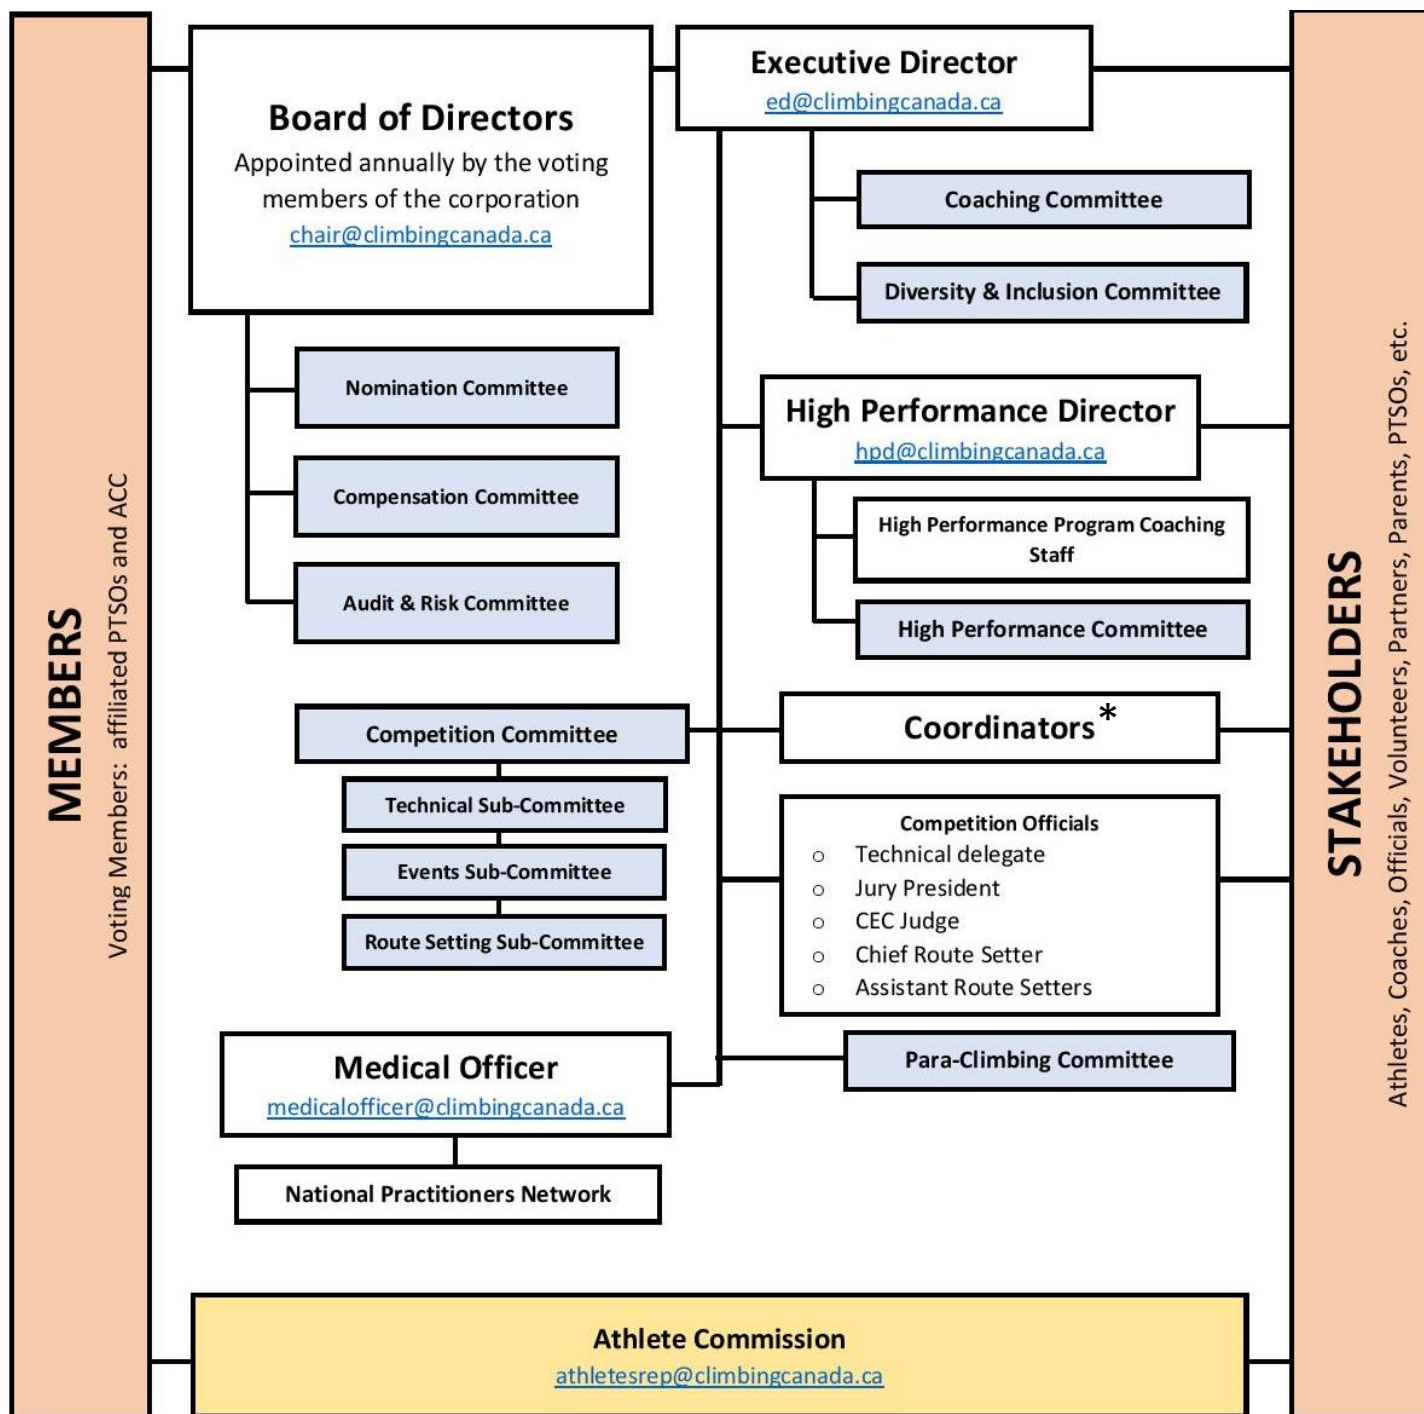 MEMBERS
Voting Members: affiliated PTSOs and ACC
Board of Directors
Appointed annually by the voting
members of the corporation
chair@climbingcanada.ca
Nomination Committee
Compensation Committee
Audit & Risk Committee
Executive Director
ed@climbingcanada.ca
Coaching Committee
Diversity & Inclusion Committee
High Performance Director
hpd@climbingcanada.ca
High Performance Program Coaching
Staff
High Performance Committee
Competition Committee
Technical Sub-Committee
Events Sub-Committee
Route Setting Sub-Committee
Coordinators*
Competition Officials
o Technical delegate
o Jury President
o CEC Judge
o Chief Route Setter
o Assistant Route Setters
Para-Climbing Committee
Medical Officer
medicalofficer@climbingcanada.ca
National Practitioners Network
Athlete Commission
athletesrep@climbingcanada.ca
STAKEHOLDERS
Athletes, Coaches, Officials, Volunteers, Partners, Parents, PTSOs, etc.